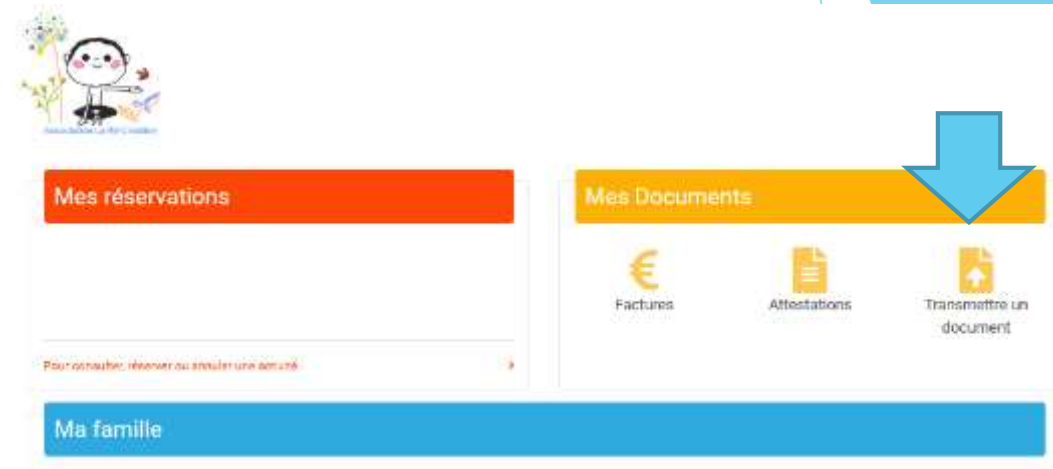 Mes réservations
Pour consulter, réserver ou annuler une activité
Mes Documents
€
Factures
Attestations
Transmettre un
document
Ma famille